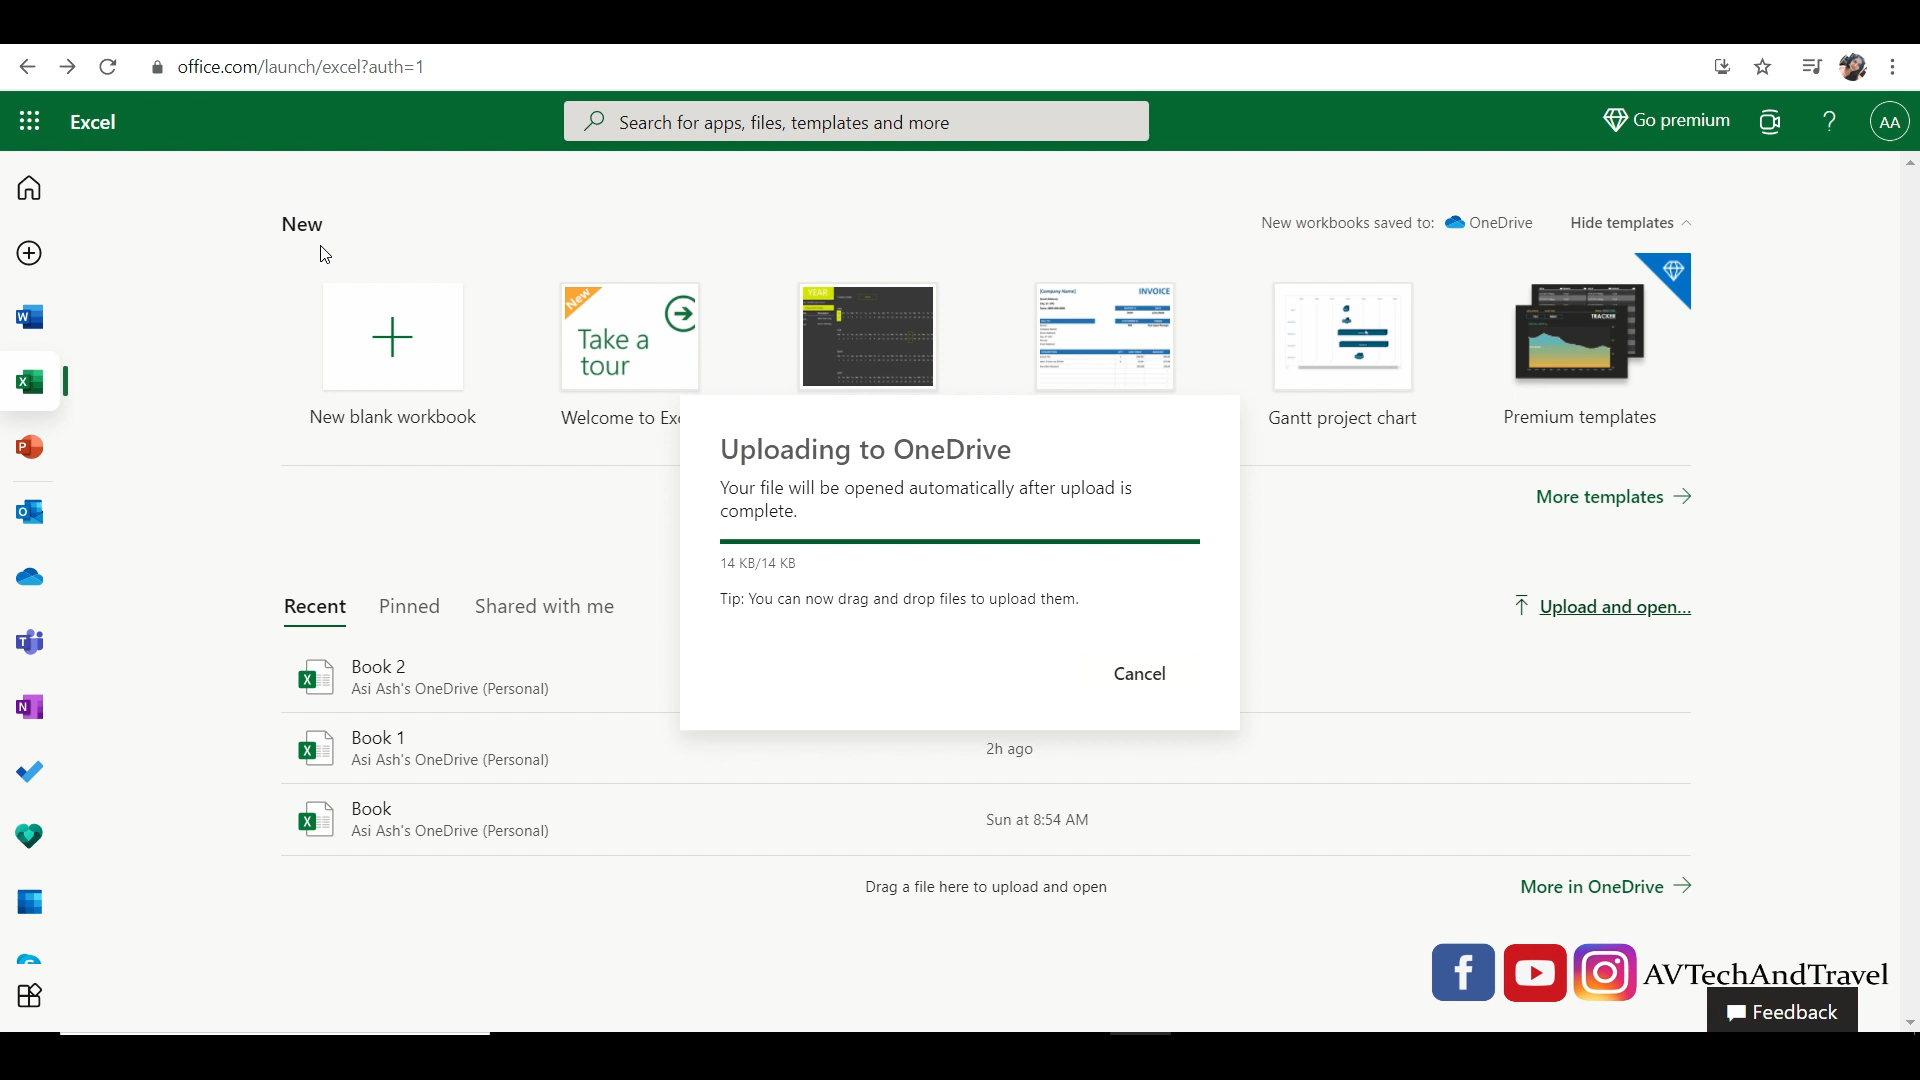 office.com/launch/excel?auth=1
Excel
Search for apps, files, templates and more
Go premium
?
AA
New
New workbooks saved to: OneDrive
Hide templates
New
Take a
tour
YEAR
[Company Name]
INVOICE
TRACKER
New blank workbook
Welcome to Ex
Gantt project chart
Premium templates
More templates
Uploading to OneDrive
Your file will be opened automatically after upload is
complete.
14 KB/14 KB
Tip: You can now drag and drop files to upload them.
Cancel
Recent
Pinned
Shared with me
Upload and open...
Book 2
Asi Ash's OneDrive (Personal)
Book 1
Asi Ash's OneDrive (Personal)
2h ago
Book
Asi Ash's OneDrive (Personal)
Sun at 8:54 AM
Drag a file here to upload and open
More in OneDrive
AVTechAndTravel
Feedback